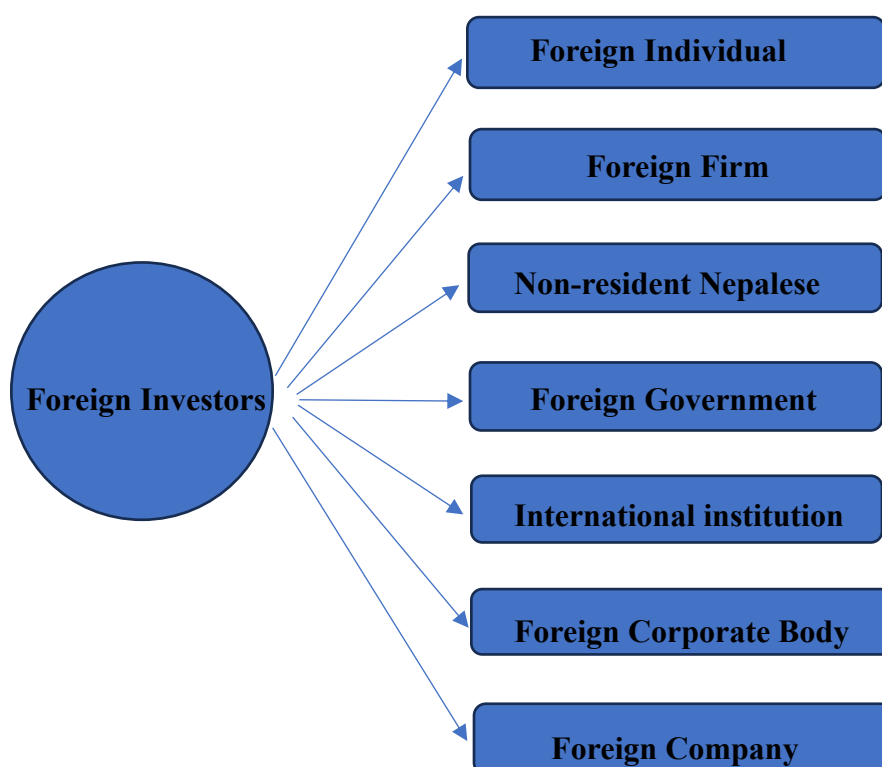 Foreign Individual
Foreign Firm
Non-resident Nepalese
Foreign Investors
Foreign Government
International institution
Foreign Corporate Body
Foreign Company